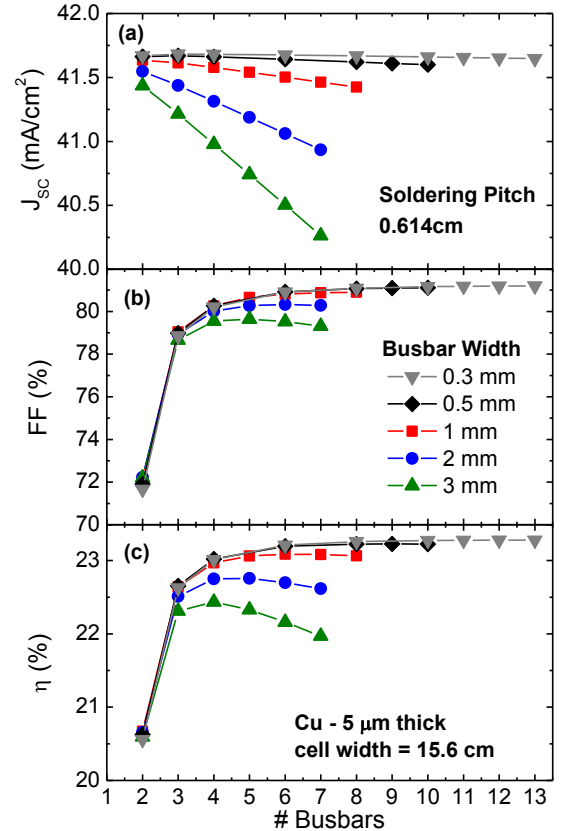 42.0
(a)
41.5
41.0
40.5
40.0
J_SC (mA/cm²)
Soldering Pitch
0.614cm
(b)
80
78
76
74
72
70
FF (%)
Busbar Width
0.3 mm
0.5 mm
1 mm
2 mm
3 mm
(c)
23
22
21
20
η (%)
Cu - 5 μm thick
cell width = 15.6 cm
1 2 3 4 5 6 7 8 9 10 11 12 13
# Busbars